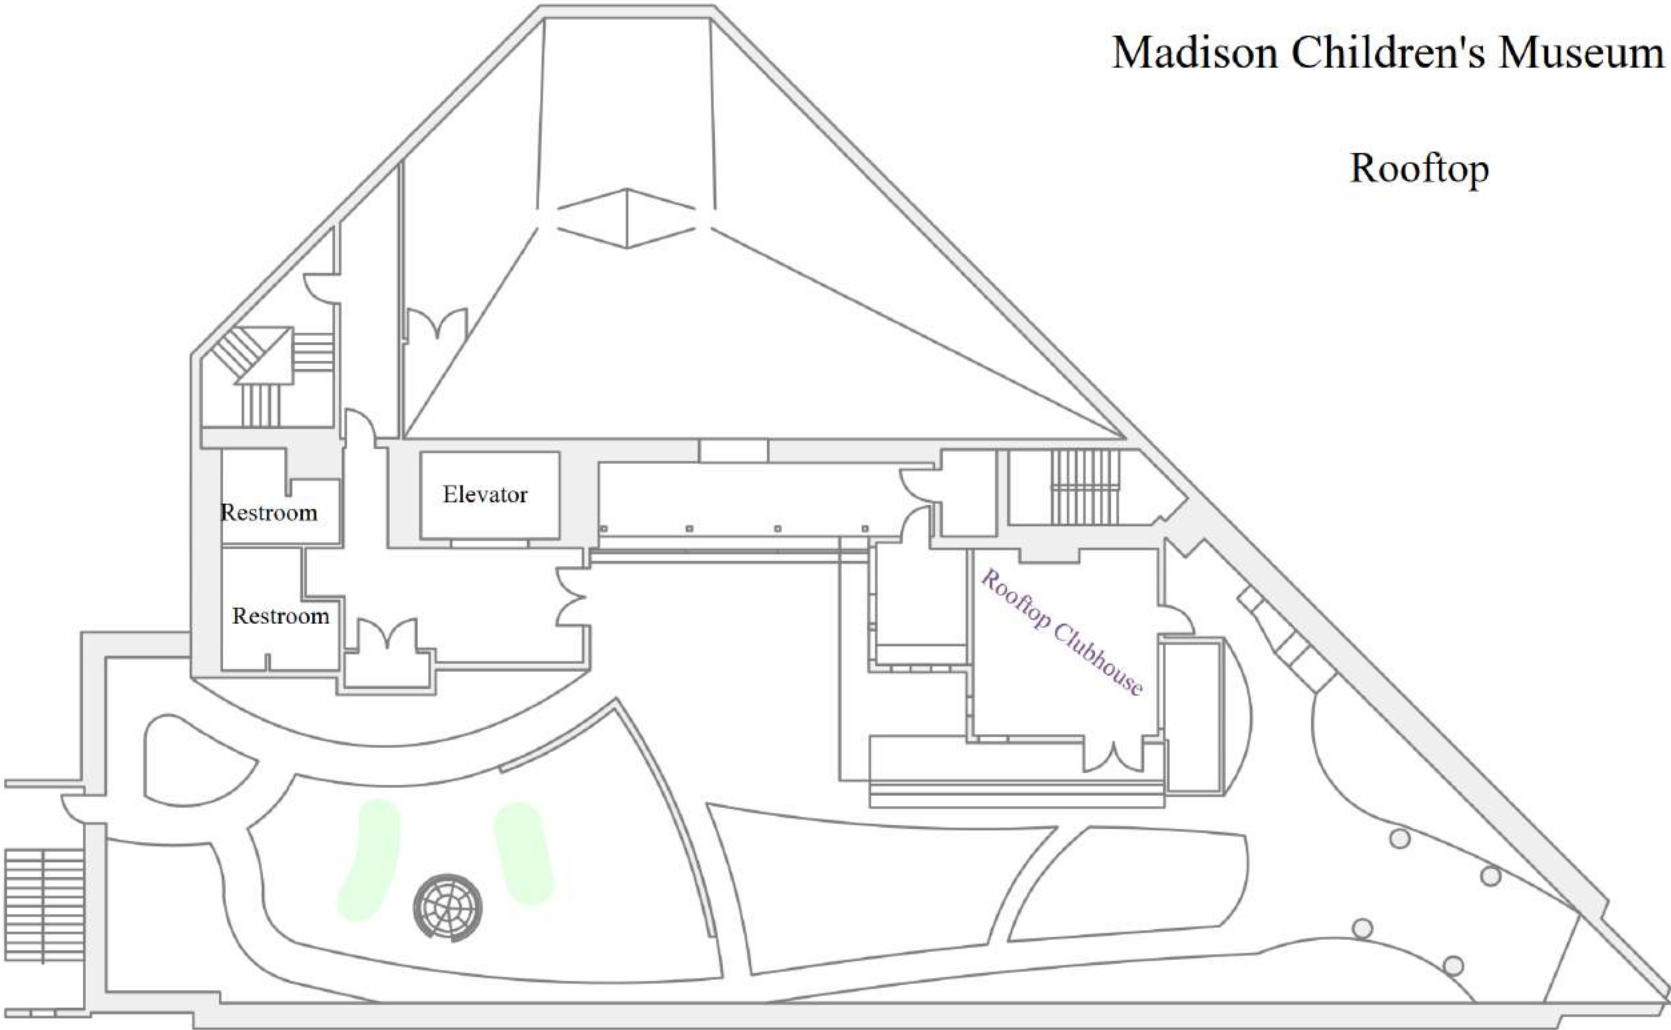 Madison Children's Museum
Rooftop
Elevator
Restroom
Rooftop Clubhouse
Restroom